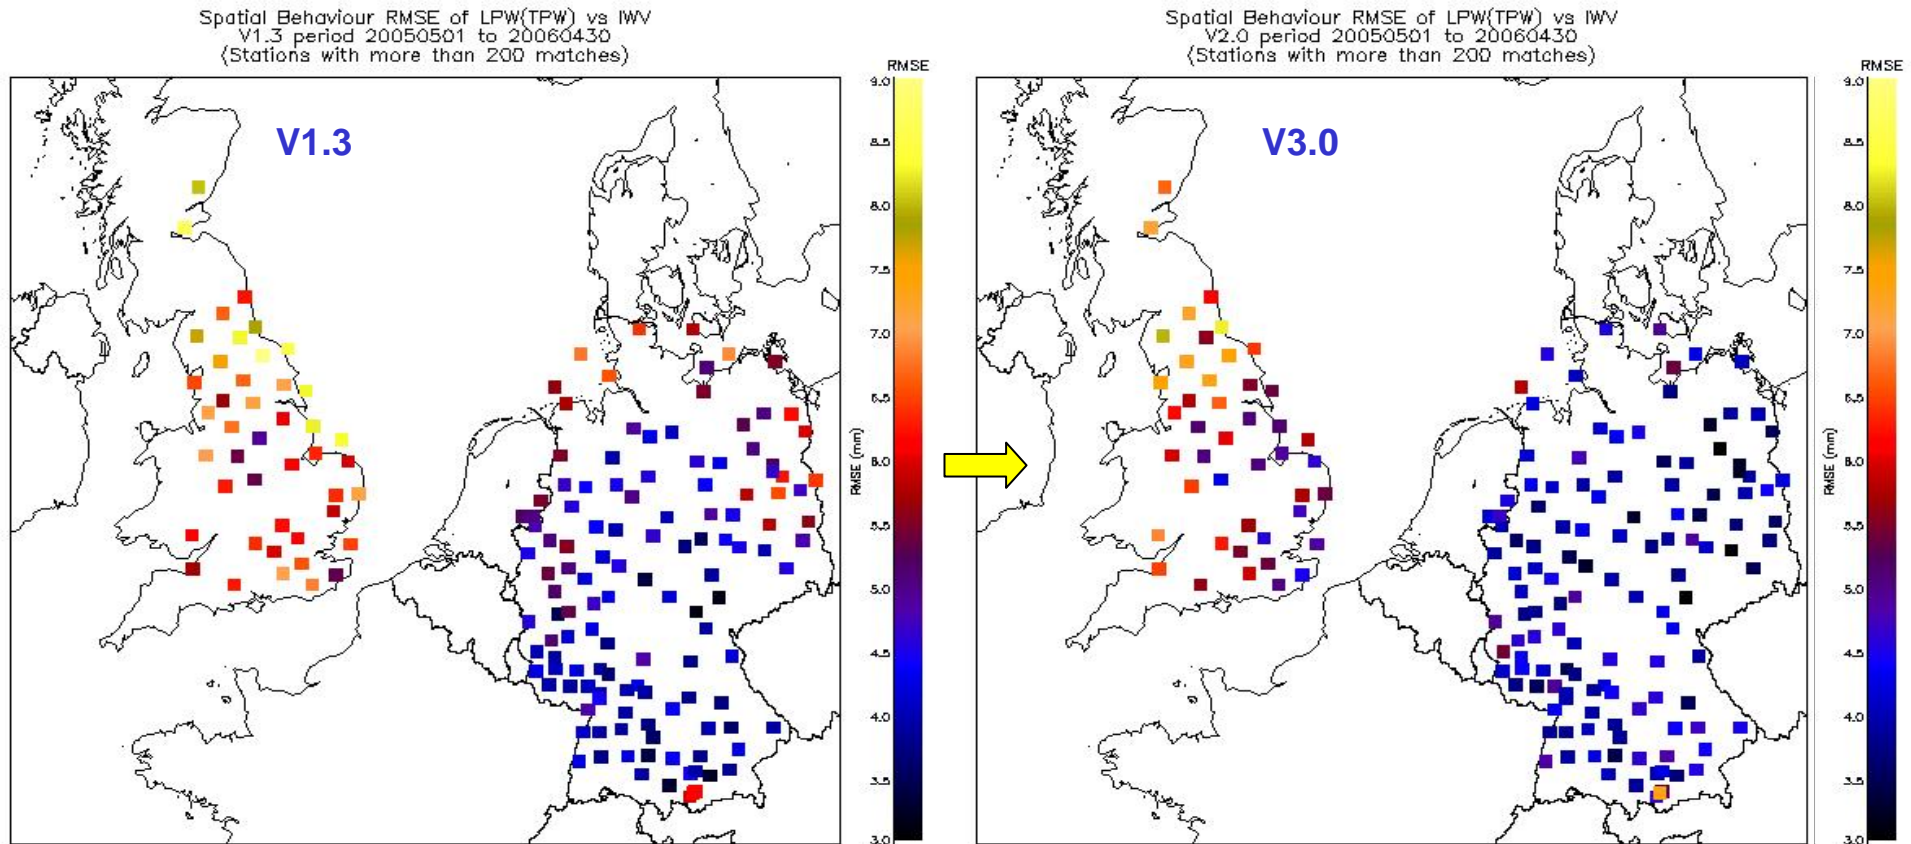 Spatial Behaviour RMSE of LPW(TPW) vs IWV
V1.3 period 20050501 to 20060430
(Stations with more than 200 matches)
RMSE
V1.3
9.0
8.5
8.0
7.5
7.0
6.5
6.0
5.5
5.0
4.5
4.0
3.5
3.0
RMSE (mm)
Spatial Behaviour RMSE of LPW(TPW) vs IWV
V2.0 period 20050501 to 20060430
(Stations with more than 200 matches)
RMSE
V3.0
9.0
8.5
8.0
7.5
7.0
6.5
6.0
5.5
5.0
4.5
4.0
3.5
3.0
RMSE (mm)